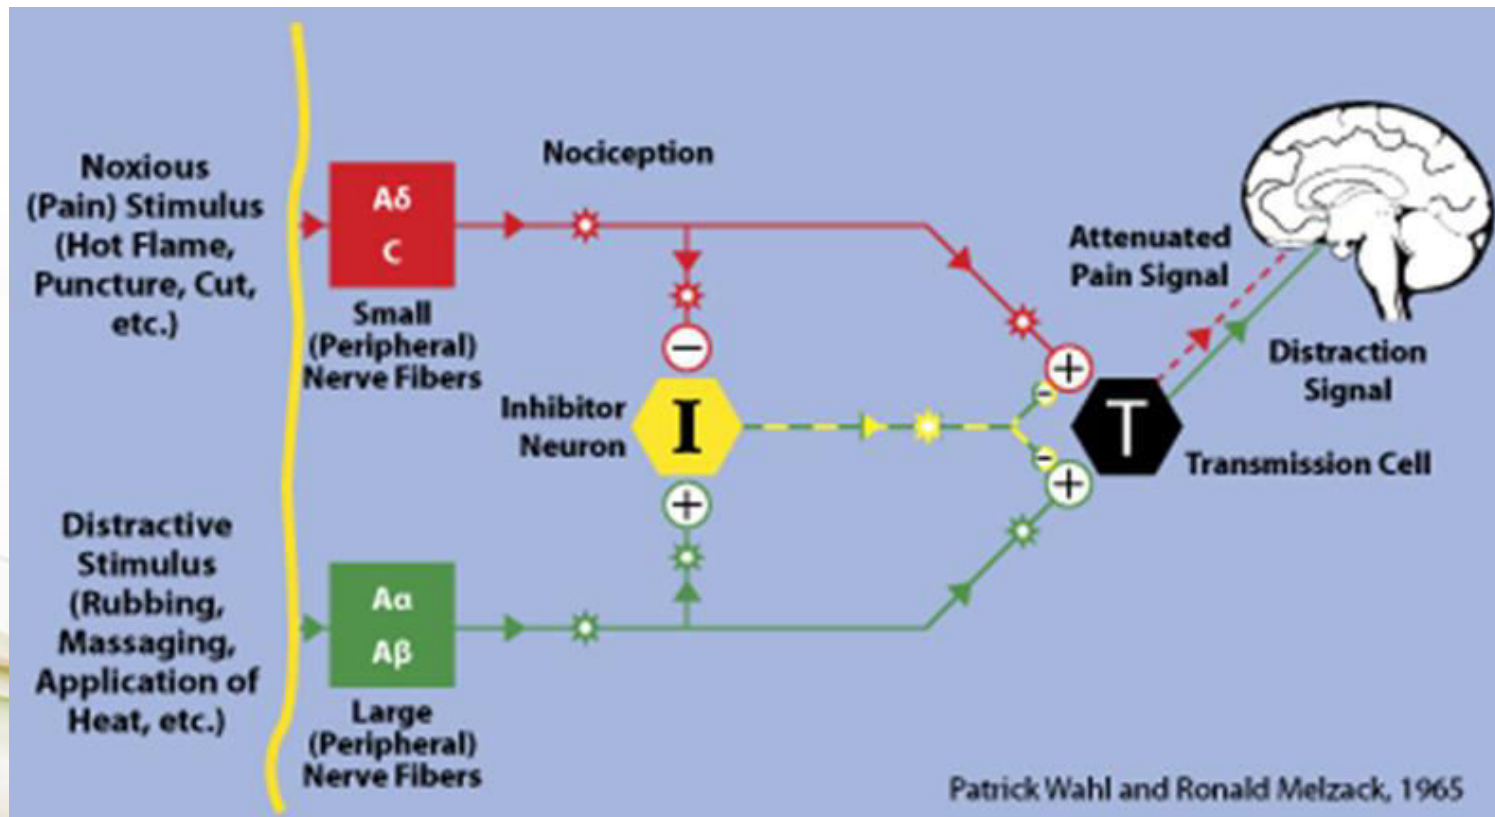 Noxious
(Pain) Stimulus
(Hot Flame,
Puncture, Cut,
etc.)
Aδ
C
Small
(Peripheral)
Nerve Fibers
Nociception
−
Inhibitor
Neuron
I
+
Distractive
Stimulus
(Rubbing,
Massaging,
Application of
Heat, etc.)
Aα
Aβ
Large
(Peripheral)
Nerve Fibers
+
-
-
+
T
Transmission Cell
Attenuated
Pain Signal
Distraction
Signal
Patrick Wahl and Ronald Melzack, 1965